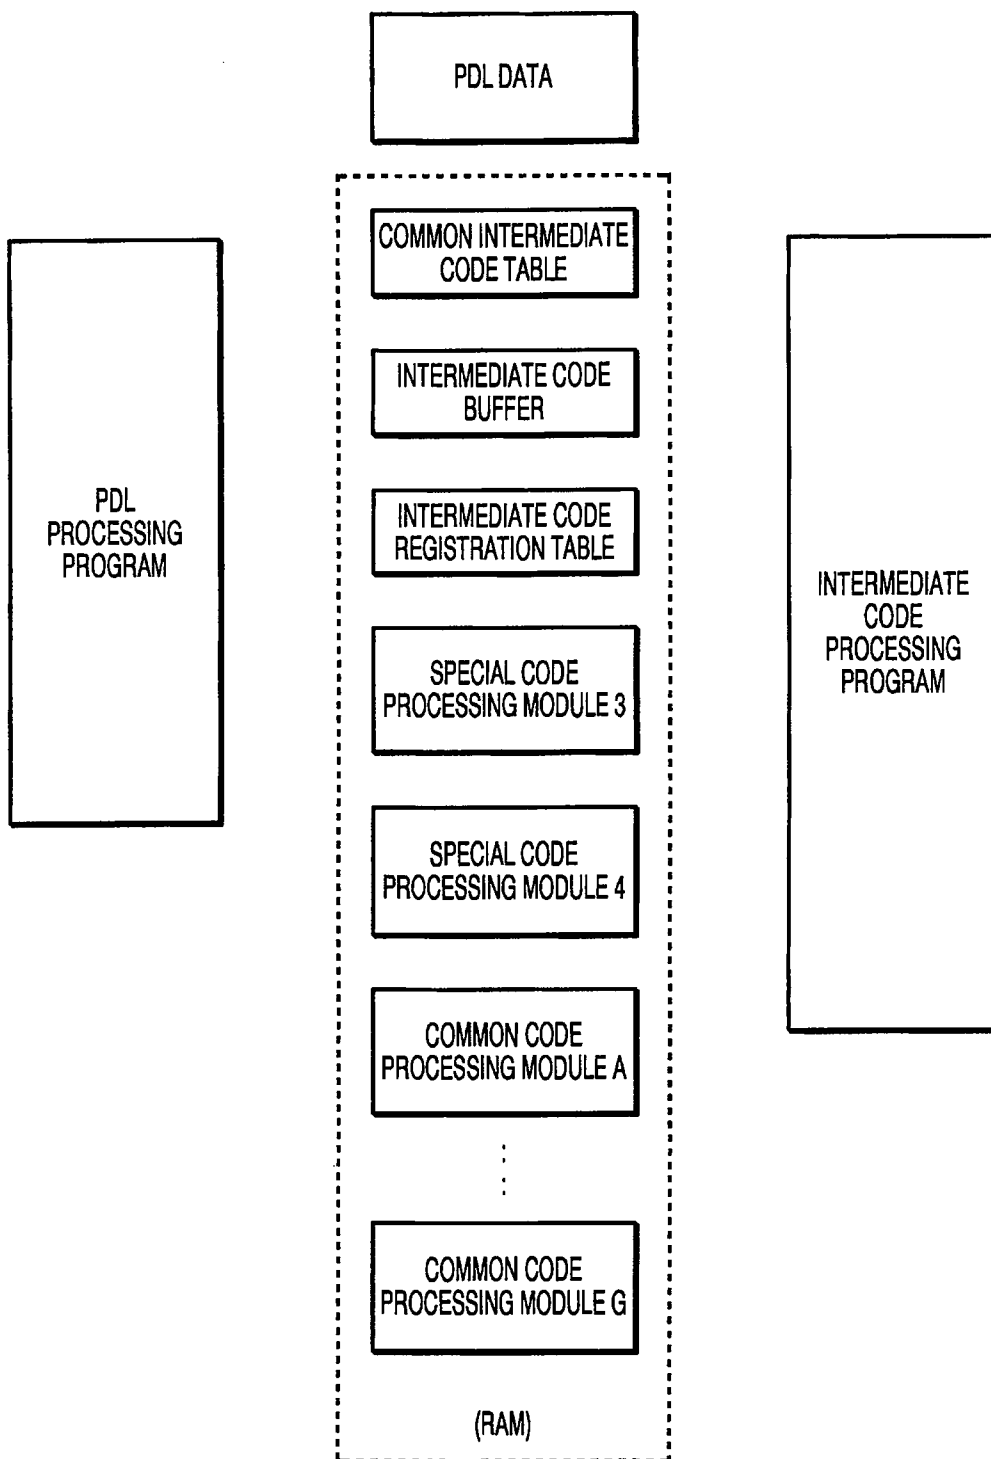 PDL DATA
COMMON INTERMEDIATE
CODE TABLE
INTERMEDIATE CODE
BUFFER
PDL
PROCESSING
PROGRAM
INTERMEDIATE CODE
REGISTRATION TABLE
INTERMEDIATE
CODE
PROCESSING
PROGRAM
SPECIAL CODE
PROCESSING MODULE 3
SPECIAL CODE
PROCESSING MODULE 4
COMMON CODE
PROCESSING MODULE A
COMMON CODE
PROCESSING MODULE G
(RAM)